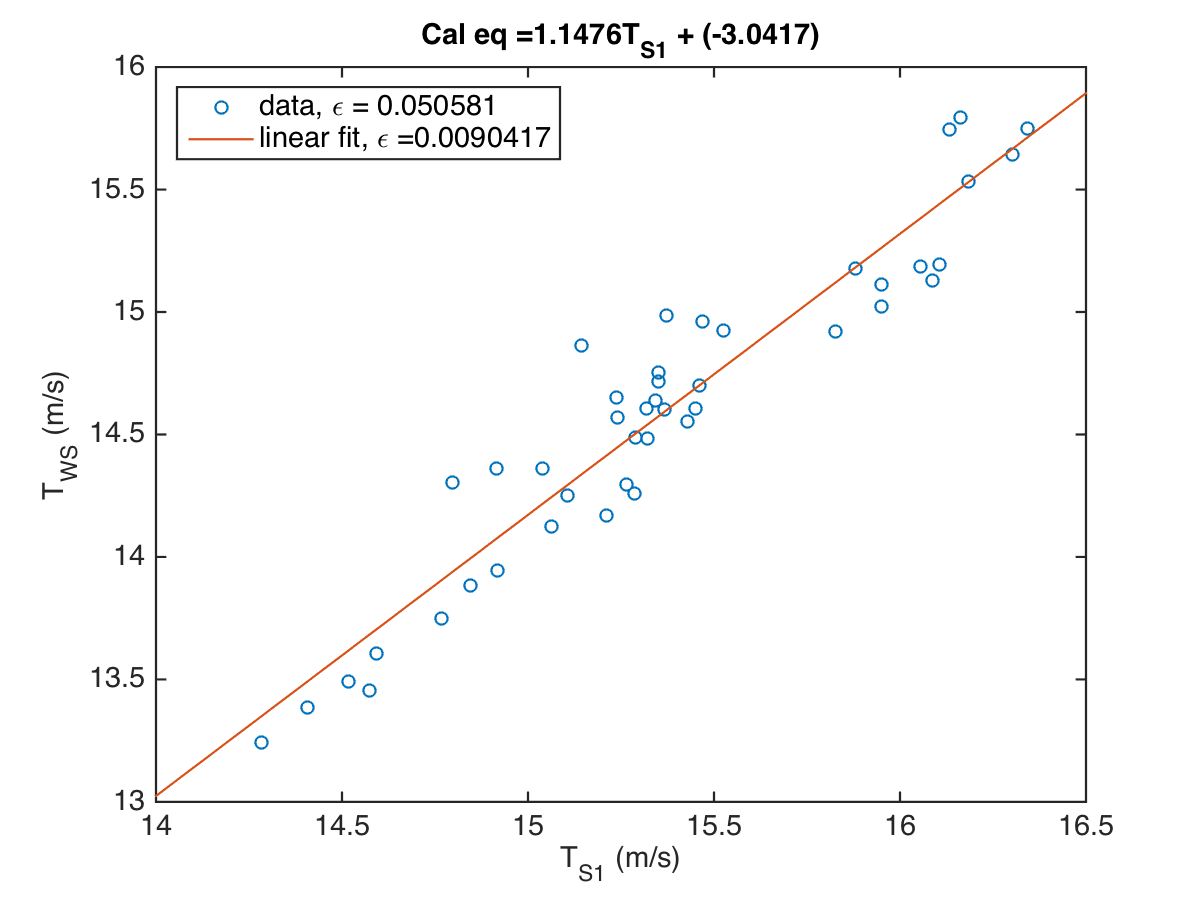 Cal eq =1.1476T_S1 + (-3.0417)
16
data, ϵ = 0.050581
linear fit, ϵ =0.0090417
15.5
15
14.5
14
13.5
13
T_WS (m/s)
14 14.5 15 15.5 16 16.5
T_S1 (m/s)